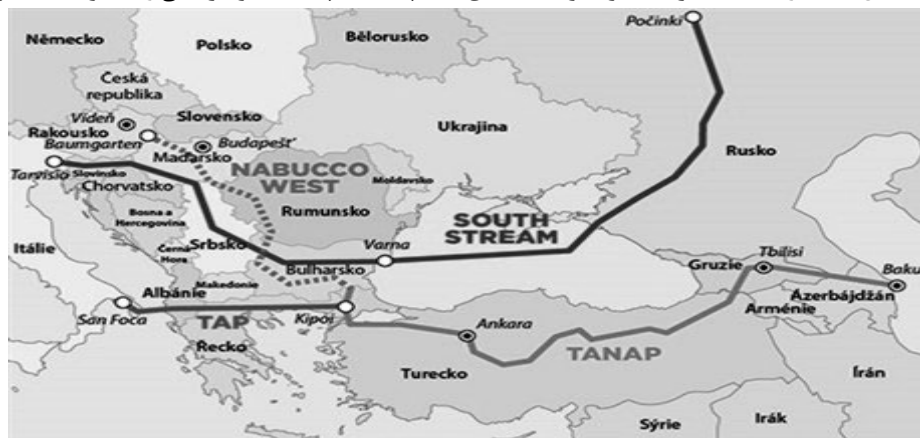 Počinki
Německo
Polsko
Bělorusko
Česká
republika
Vídeň
Slovensko
Ukrajina
Rakousko
Baumgarten
Budapešť
Maďarsko
Rusko
Tarvisio
Slovinsko
Chorvatsko
NABUCCO
WEST
Moldavsko
Rumunsko
Bosna a
Hercegovina
SOUTH
STREAM
Itálie
Srbsko
Varna
Černá
Hora
Bulharsko
Tbilisi
Gruzie
Baku
Makedonie
Albánie
Ázerbájdžán
Arménie
San Foca
TAP
Kipoi
Ankara
Řecko
TANAP
Turecko
Írán
Sýrie
Irák